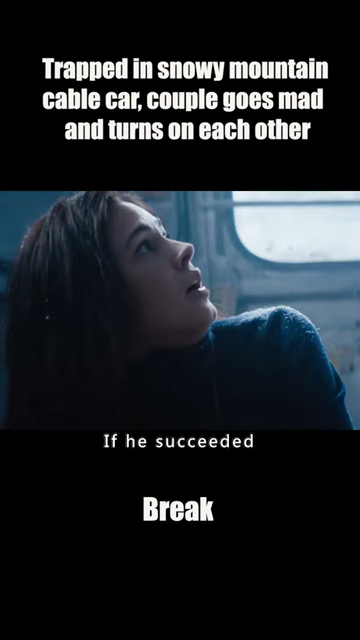 Trapped in snowy mountain
cable car, couple goes mad
and turns on each other
If he succeeded
Break